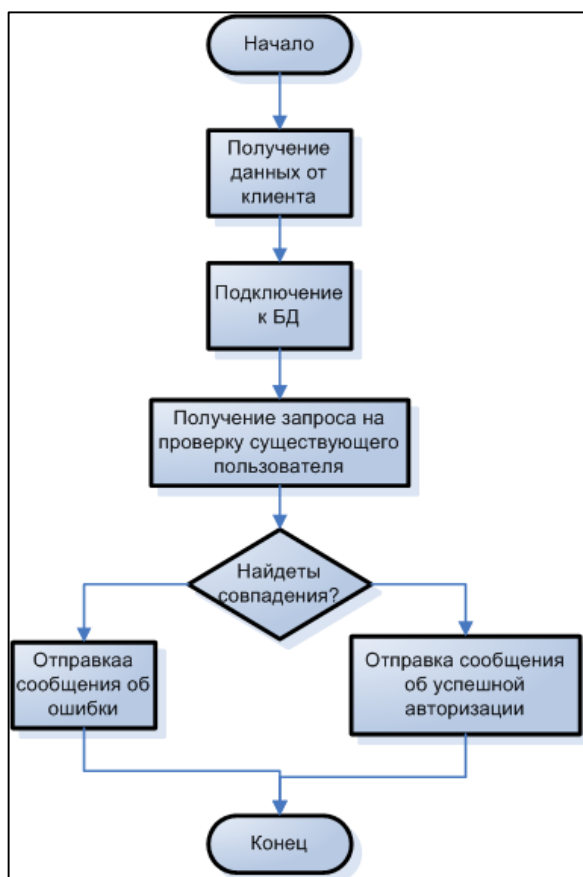 Начало
Получение
данных от
клиента
Подключение
к БД
Получение запроса на
проверку существующего
пользователя
Найдеты
совпадения?
Отправкаа
сообщения об
ошибки
Отправка сообщения
об успешной
авторизации
Конец